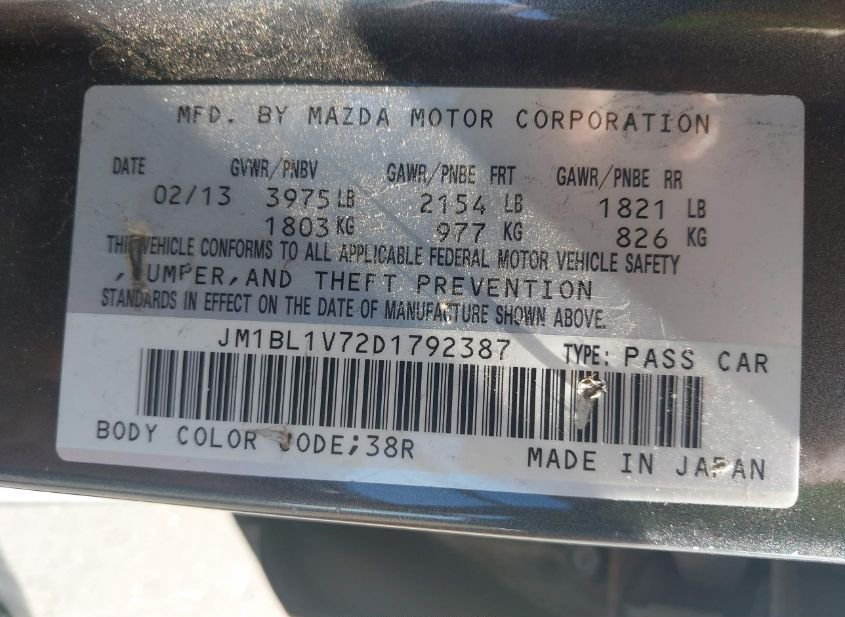 MFD. BY MAZDA MOTOR CORPORATION
DATE GVWR/PNBV GAWR/PNBE FRT GAWR/PNBE RR
02/13 3975 LB 2154 LB 1821 LB
1803 KG 977 KG 826 KG
THIS VEHICLE CONFORMS TO ALL APPLICABLE FEDERAL MOTOR VEHICLE SAFETY
,BUMPER,AND THEFT PREVENTION
STANDARDS IN EFFECT ON THE DATE OF MANUFACTURE SHOWN ABOVE.
JM1BL1V72D1792387 TYPE: PASS CAR
BODY COLOR CODE;38R MADE IN JAPAN